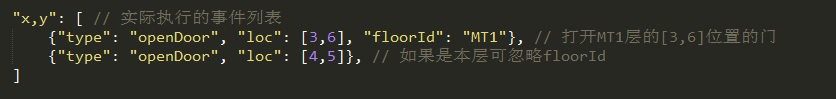 "x,y": [ // 实际执行的事件列表
    {"type": "openDoor", "loc": [3,6], "floorId": "MT1"}, // 打开MT1层的[3,6]位置的门
    {"type": "openDoor", "loc": [4,5]}, // 如果是本层可忽略floorId
]